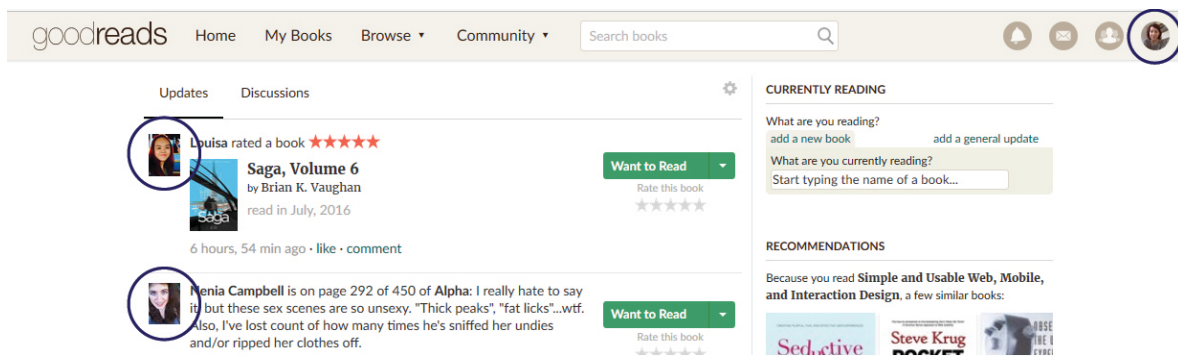 goodreads Home My Books Browse ▾ Community ▾ Search books
Updates Discussions
Louisa rated a book ★★★★★
Saga, Volume 6
by Brian K. Vaughan
read in July, 2016
Saga
6 hours, 54 min ago · like · comment
Want to Read
Rate this book
Nenia Campbell is on page 292 of 450 of Alpha: I really hate to say
it, but these sex scenes are so unsexy. "Thick peaks", "fat licks"...wtf.
Also, I've lost count of how many times he's sniffed her undies
and/or ripped her clothes off.
Want to Read
Rate this book
CURRENTLY READING
What are you reading?
add a new book add a general update
What are you currently reading?
Start typing the name of a book...
RECOMMENDATIONS
Because you read Simple and Usable Web, Mobile,
and Interaction Design, a few similar books:
Seductive
Steve Krug
ROCKET